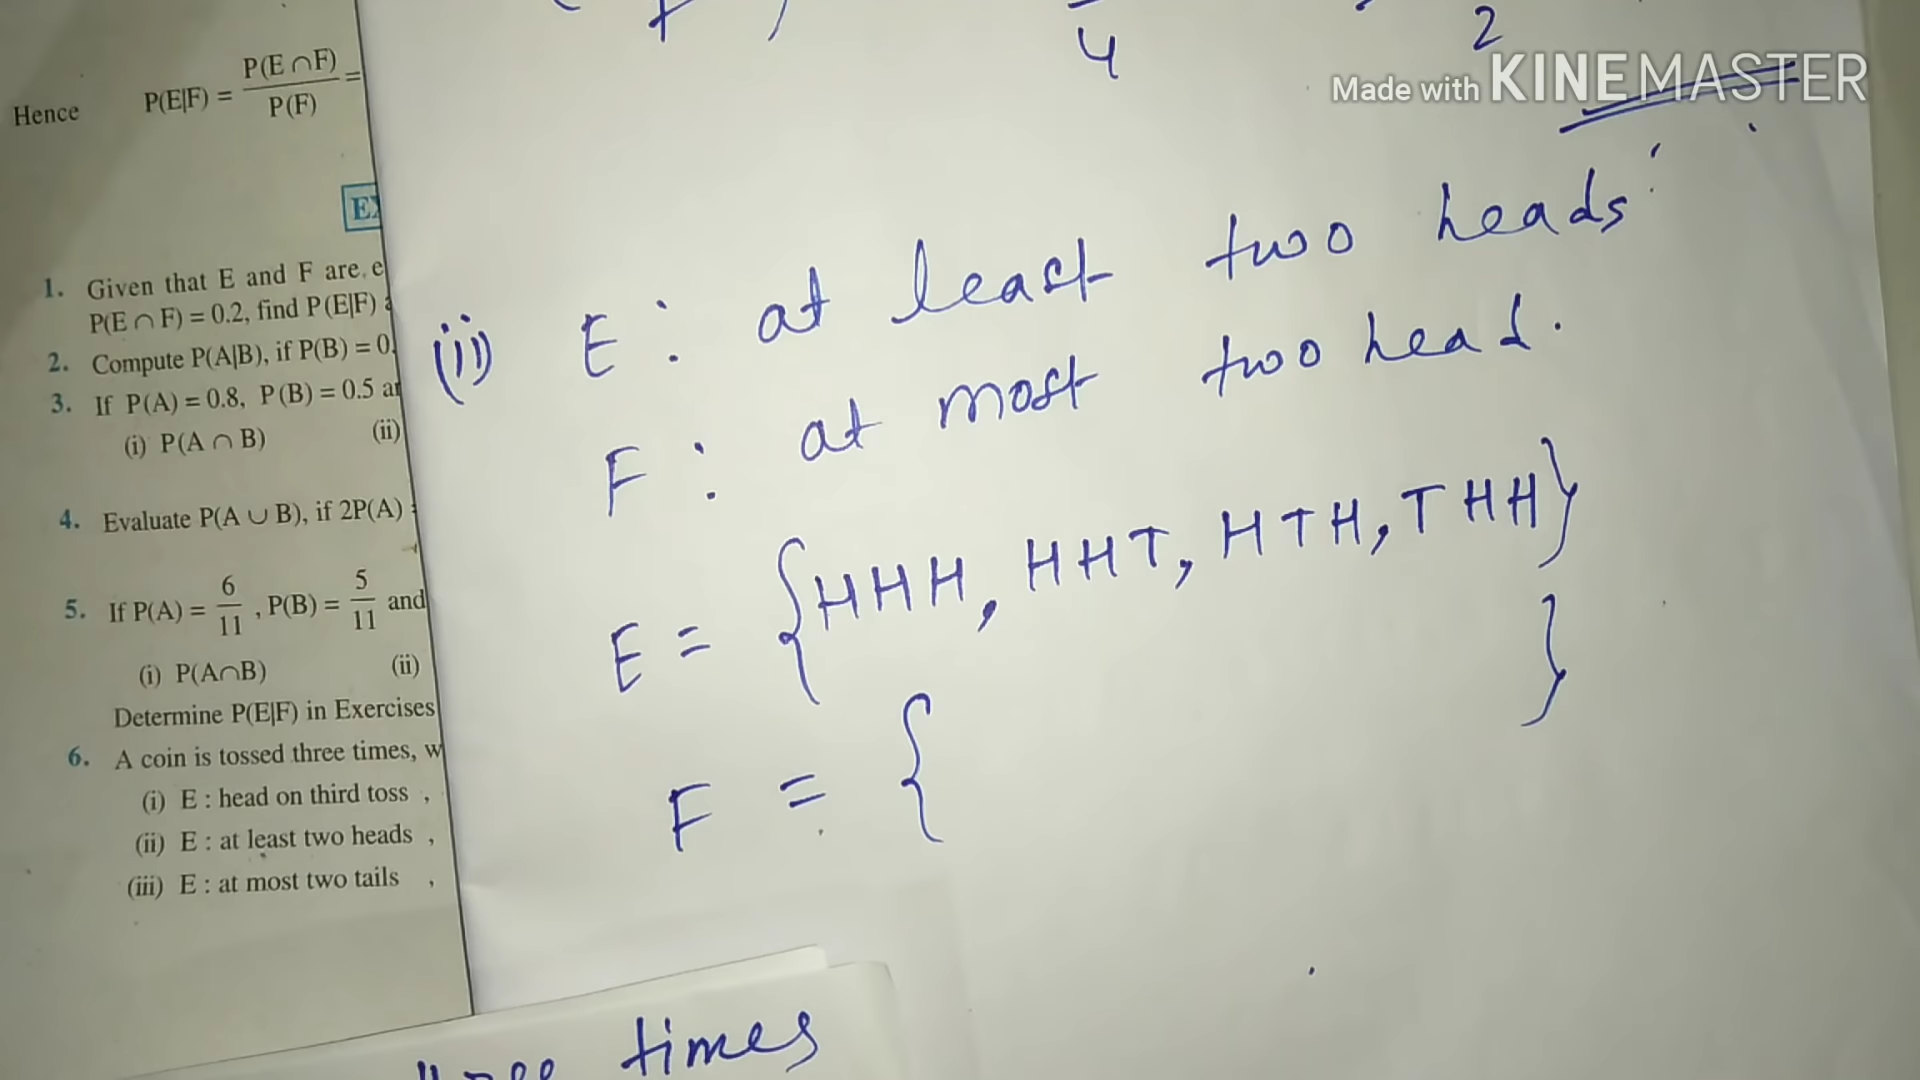 4
2
Made with KINEMASTER
Hence P(E|F) = P(E ∩ F) / P(F) =
1. Given that E and F are
P(E ∩ F) = 0.2, find P(E|F)
2. Compute P(A|B), if P(B) = 0.
3. If P(A) = 0.8, P(B) = 0.5
(i) P(A ∩ B) (ii)
4. Evaluate P(A ∪ B), if 2P(A)
5. If P(A) = 6/11, P(B) = 5/11 and
(i) P(A∩B) (ii)
Determine P(E|F) in Exercises
6. A coin is tossed three times,
(i) E : head on third toss ,
(ii) E : at least two heads ,
(iii) E : at most two tails ,
(ii) E : at least two heads
F : at most two head.
E = {HHH, HHT, HTH, THH}
F = { }
times